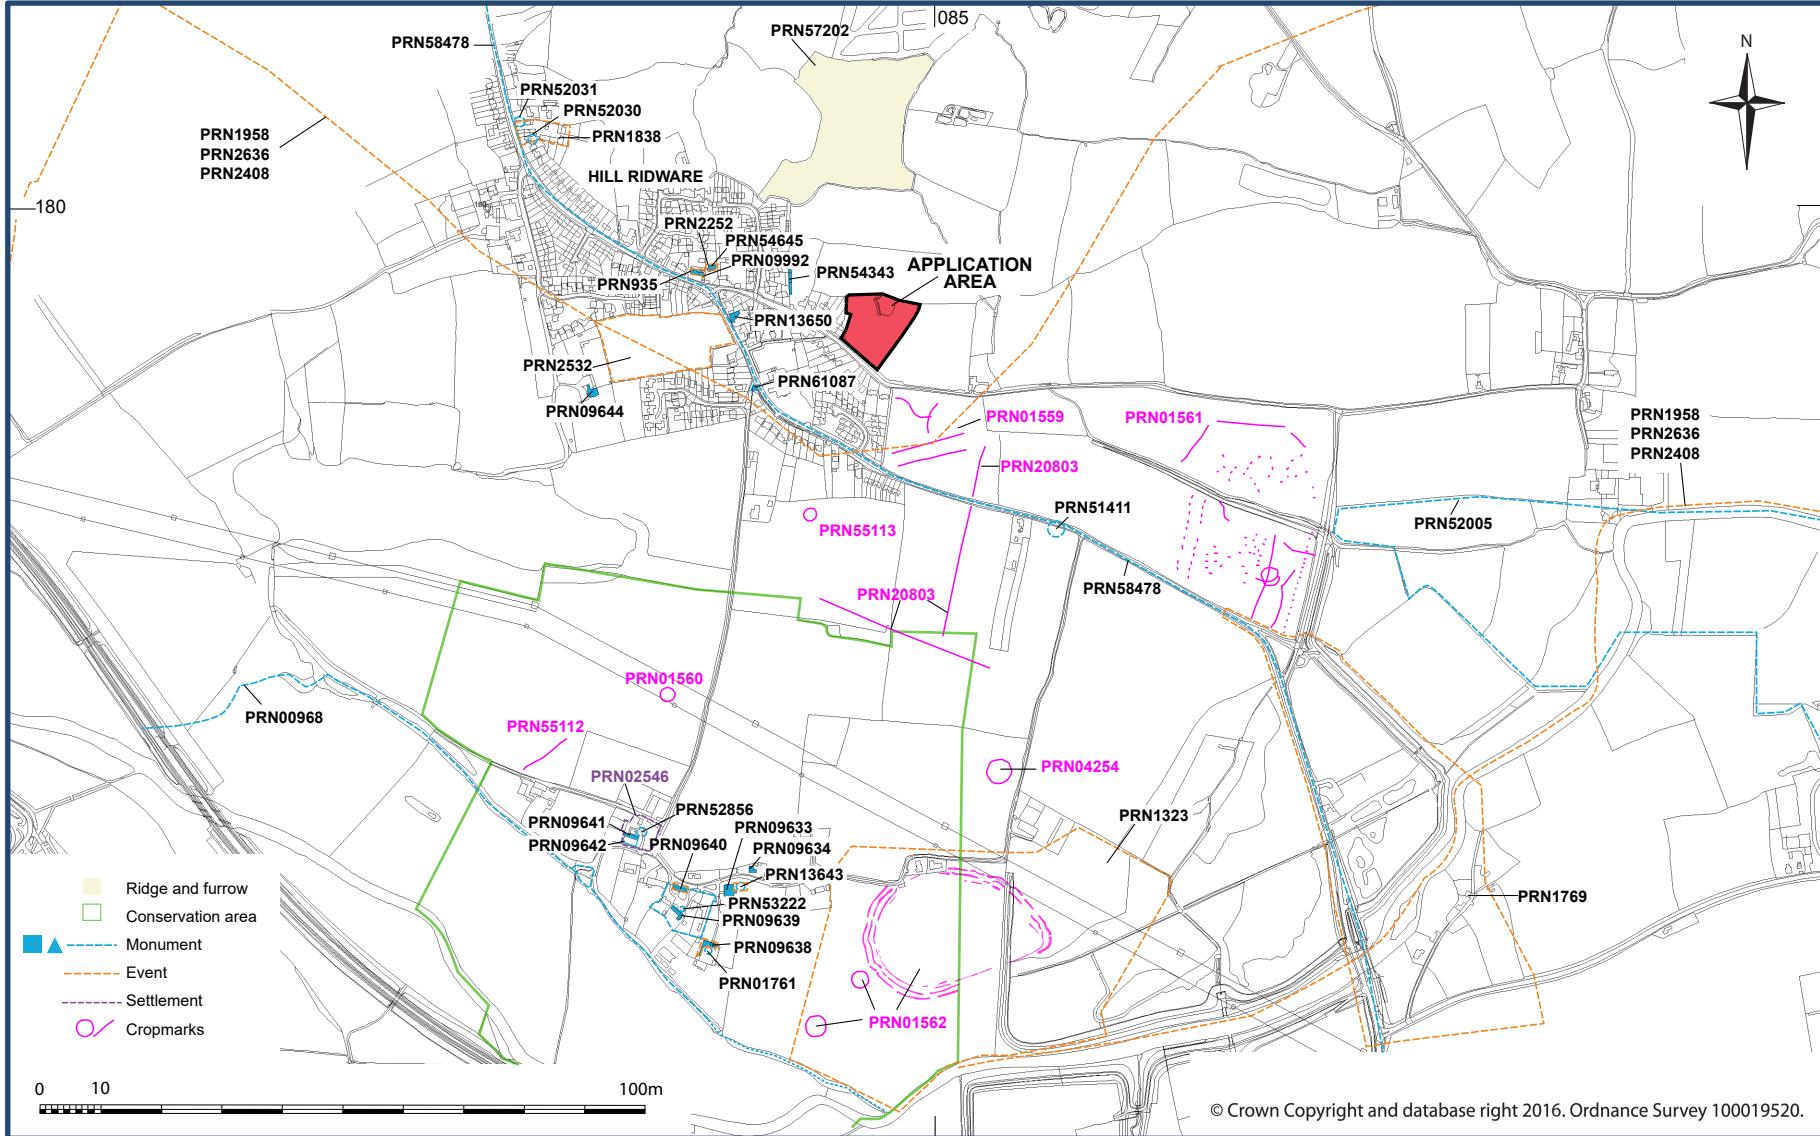 085
PRN57202
N
PRN58478
PRN52031
PRN52030
PRN1838
PRN1958
PRN2636
PRN2408
HILL RIDWARE
180
PRN2252
PRN54645
PRN09992
PRN935
PRN54343
APPLICATION
AREA
PRN13650
PRN2532
PRN61087
PRN09644
PRN01559
PRN01561
PRN1958
PRN2636
PRN2408
PRN20803
PRN51411
PRN52005
PRN55113
PRN58478
PRN20803
PRN01560
PRN00968
PRN55112
PRN04254
PRN02546
PRN52856
PRN1323
PRN09641
PRN09633
PRN09642
PRN09640
PRN09634
PRN13643
PRN53222
PRN09639
PRN1769
PRN09638
PRN01761
PRN01562
Ridge and furrow
Conservation area
Monument
Event
Settlement
Cropmarks
0 10 100m
© Crown Copyright and database right 2016. Ordnance Survey 100019520.